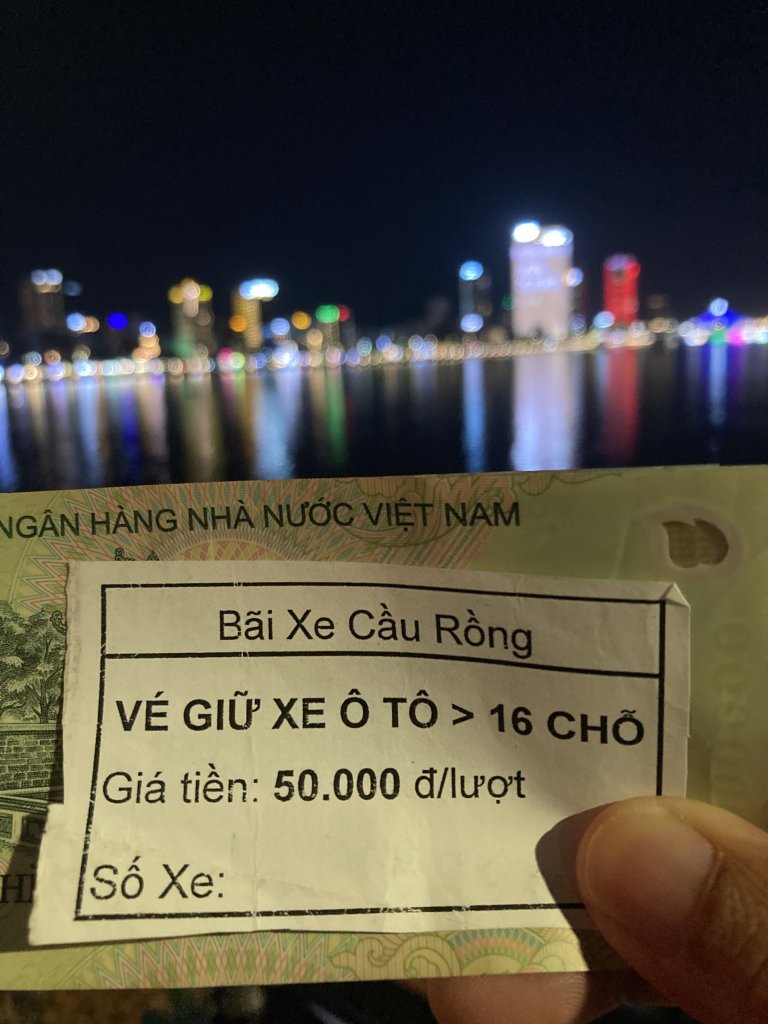 NGÂN HÀNG NHÀ NƯỚC VIỆT NAM
Bãi Xe Cầu Rồng
VÉ GIỮ XE Ô TÔ > 16 CHỖ
Giá tiền: 50.000 đ/lượt
Số Xe: